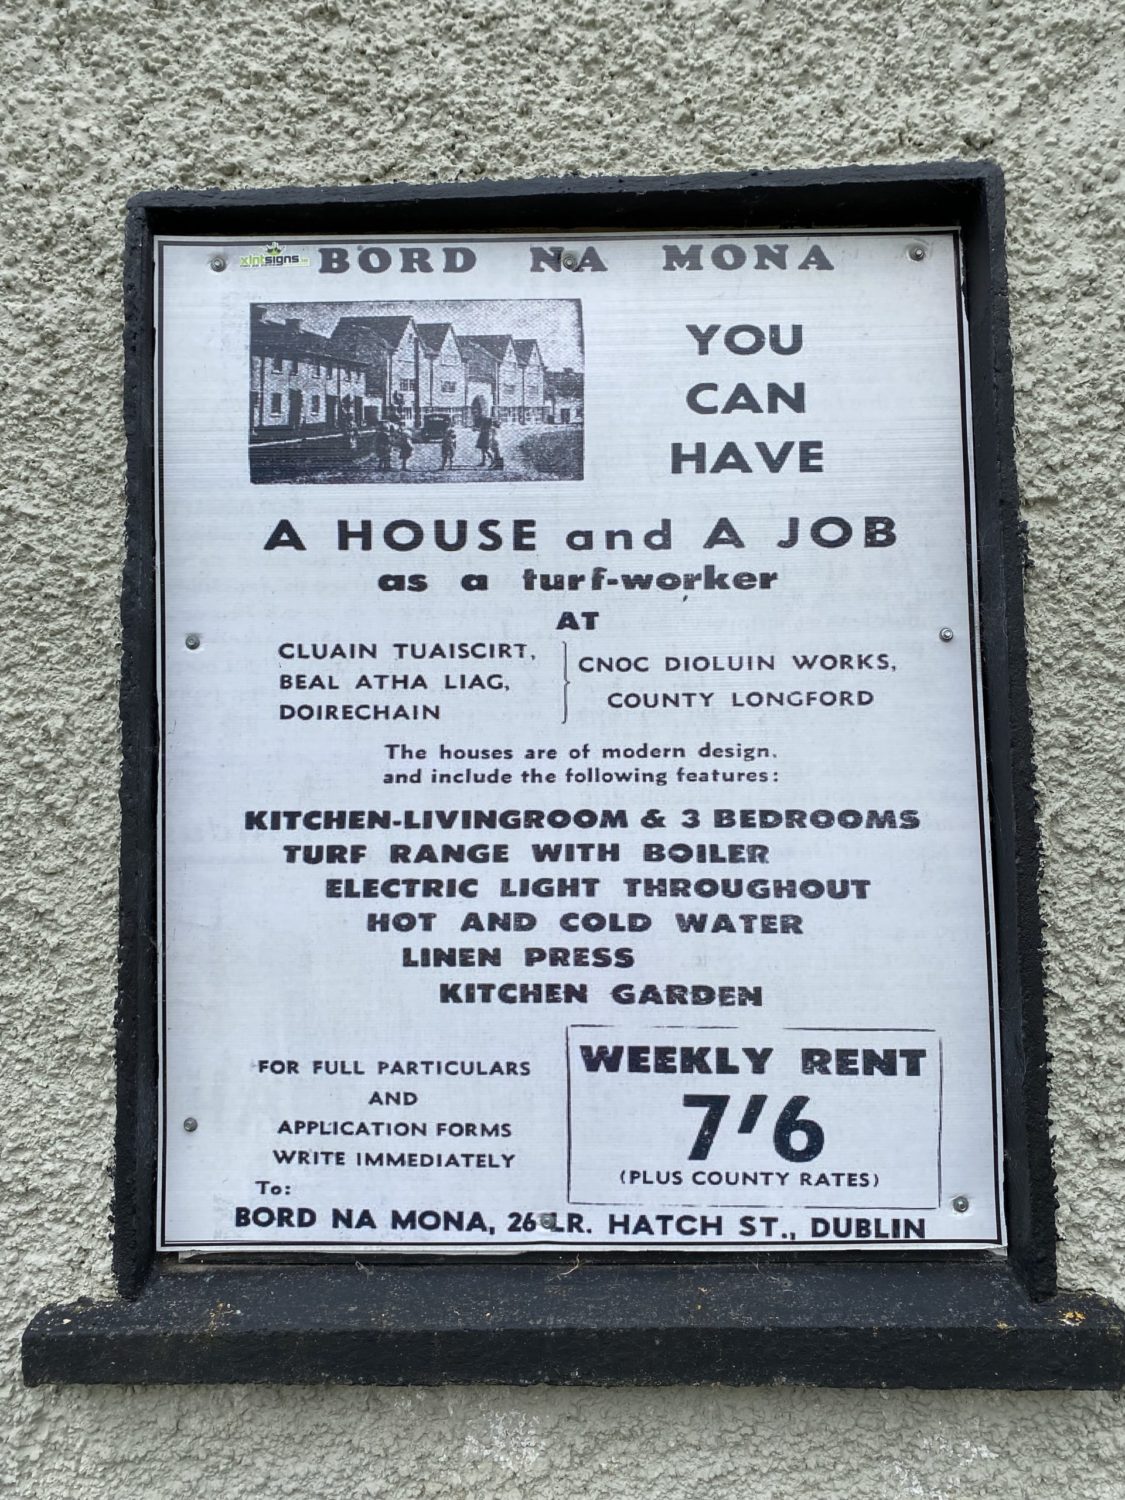 xlntsigns
BORD NA MONA
YOU
CAN
HAVE
A HOUSE and A JOB
as a turf-worker
AT
CLUAIN TUAISCIRT,
BEAL ATHA LIAG,
DOIRECHAIN
CNOC DIOLUIN WORKS,
COUNTY LONGFORD
The houses are of modern design.
and include the following features:
KITCHEN-LIVINGROOM & 3 BEDROOMS
TURF RANGE WITH BOILER
ELECTRIC LIGHT THROUGHOUT
HOT AND COLD WATER
LINEN PRESS
KITCHEN GARDEN
FOR FULL PARTICULARS
AND
APPLICATION FORMS
WRITE IMMEDIATELY
To:
WEEKLY RENT
7'6
(PLUS COUNTY RATES)
BORD NA MONA, 26 LR. HATCH ST., DUBLIN